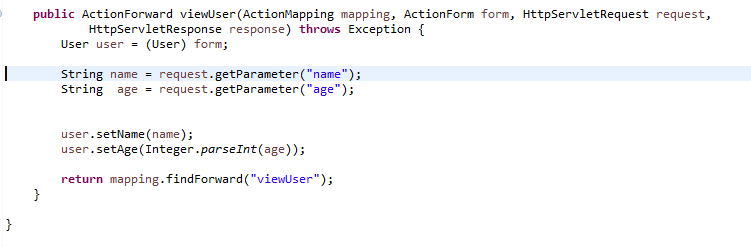 public ActionForward viewUser(ActionMapping mapping, ActionForm form, HttpServletRequest request,
HttpServletResponse response) throws Exception {
User user = (User) form;
String name = request.getParameter("name");
String  age = request.getParameter("age");
user.setName(name);
user.setAge(Integer.parseInt(age));
return mapping.findForward("viewUser");
}
}